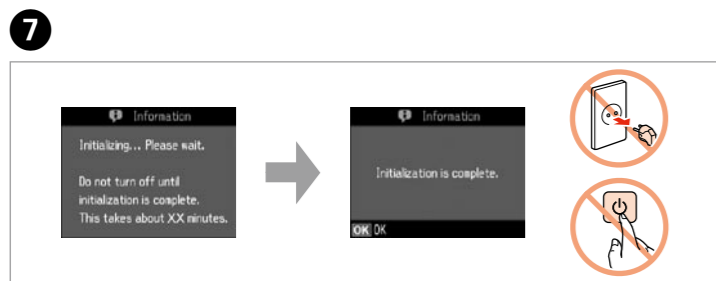 7
Information
Initializing... Please wait.
Do not turn off until
initialization is complete.
This takes about XX minutes.
Information
Initialization is complete.
OK OK